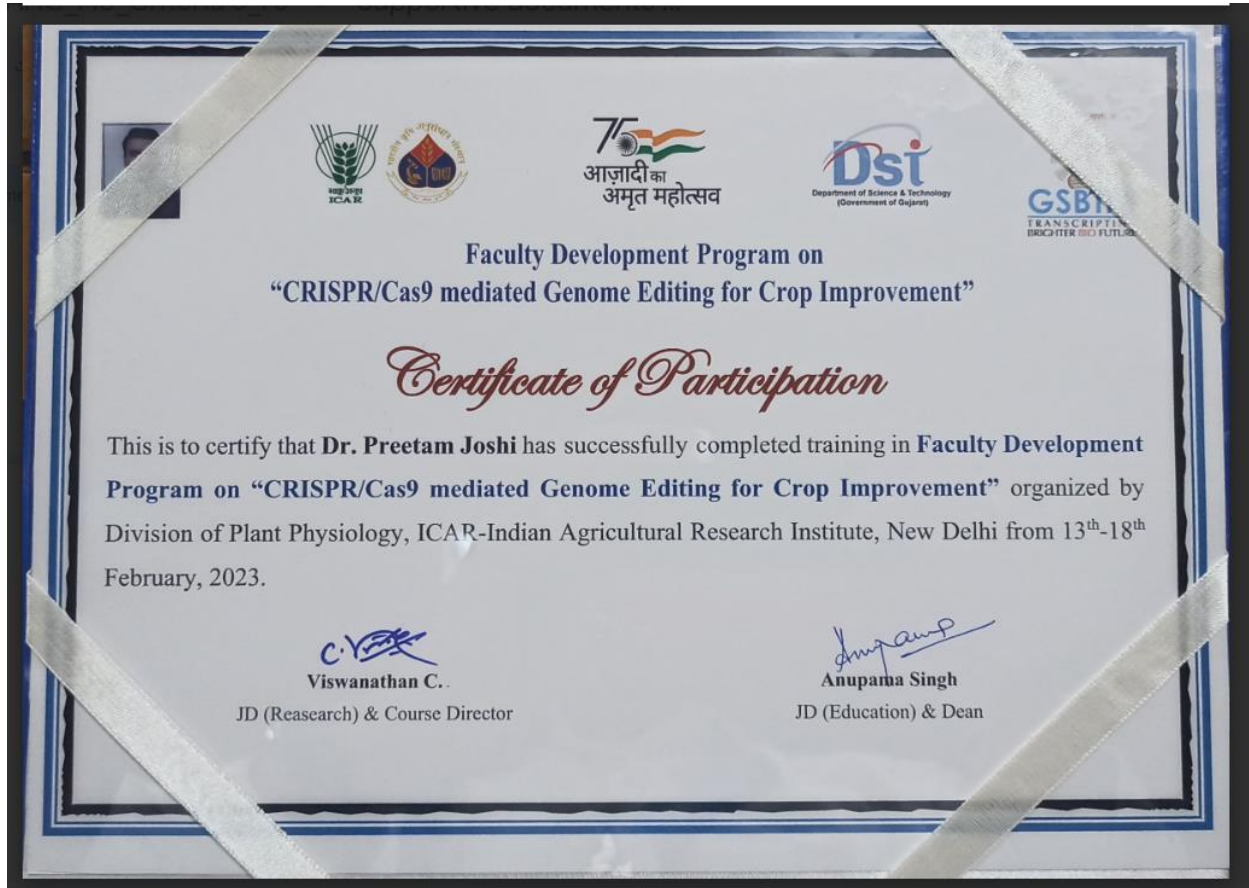 भाकृअनुप
ICAR
भारतीय कृषि अनुसंधान संस्थान
75
आज़ादी का
अमृत महोत्सव
DST
Department of Science & Technology
(Government of Gujarat)
BRIGHTER BIO
Faculty Development Program on
“CRISPR/Cas9 mediated Genome Editing for Crop Improvement”
Certificate of Participation
This is to certify that Dr. Preetam Joshi has successfully completed training in Faculty Development
Program on “CRISPR/Cas9 mediated Genome Editing for Crop Improvement” organized by
Division of Plant Physiology, ICAR-Indian Agricultural Research Institute, New Delhi from 13th-18th
February, 2023.
Anupama
Viswanathan C..
Anupama Singh
JD (Reasearch) & Course Director
JD (Education) & Dean